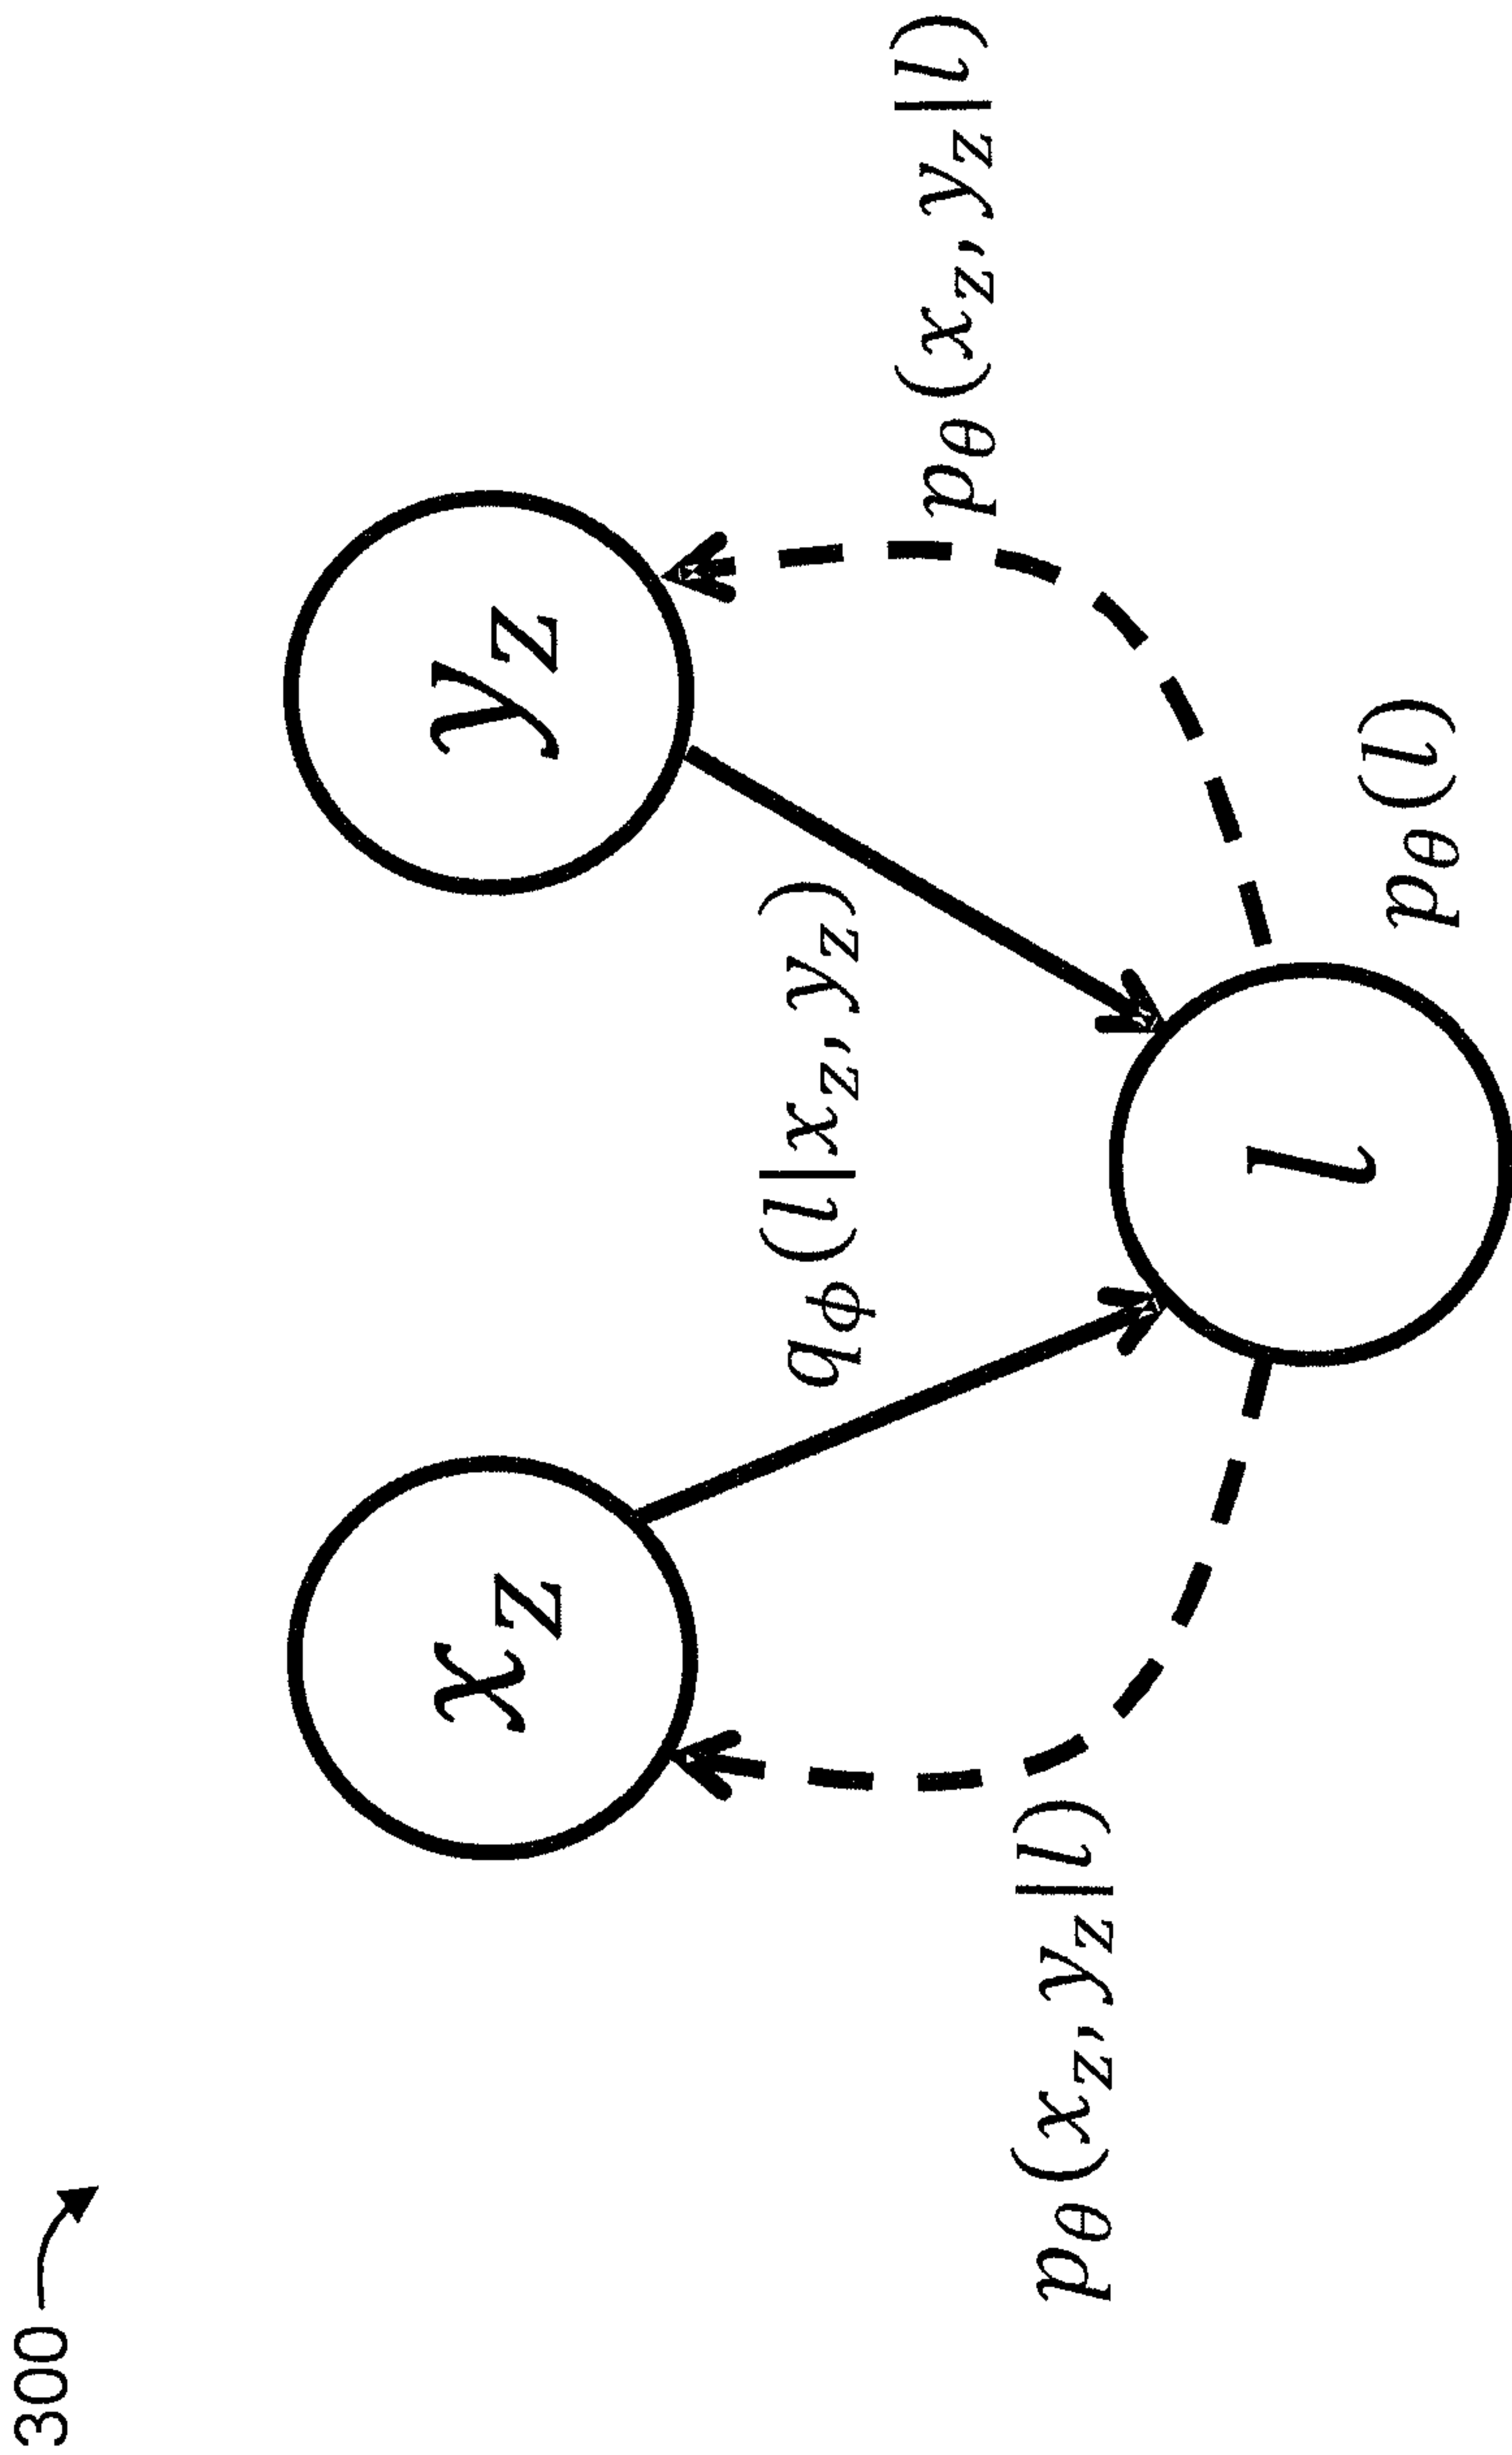 300
x_z
y_z
q_ϕ(l|x_z, y_z)
p_θ(x_z, y_z|l)
p_θ(x_z, y_z|l)
l
p_θ(l)